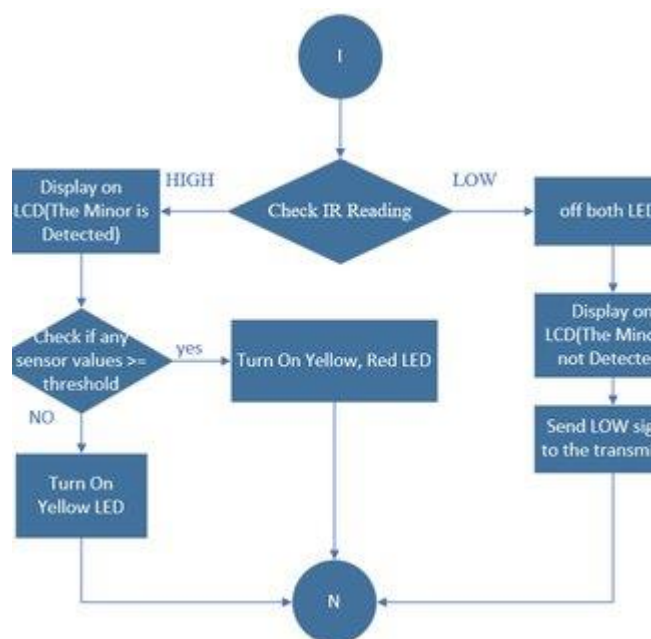 I
HIGH
Check IR Reading
LOW
Display on
LCD(The Minor is
Detected)
off both LED
Check if any
sensor values >=
threshold
yes
Turn On Yellow, Red LED
Display on
LCD(The Mino
not Detecte
NO
Send LOW sig
to the transm
Turn On
Yellow LED
N